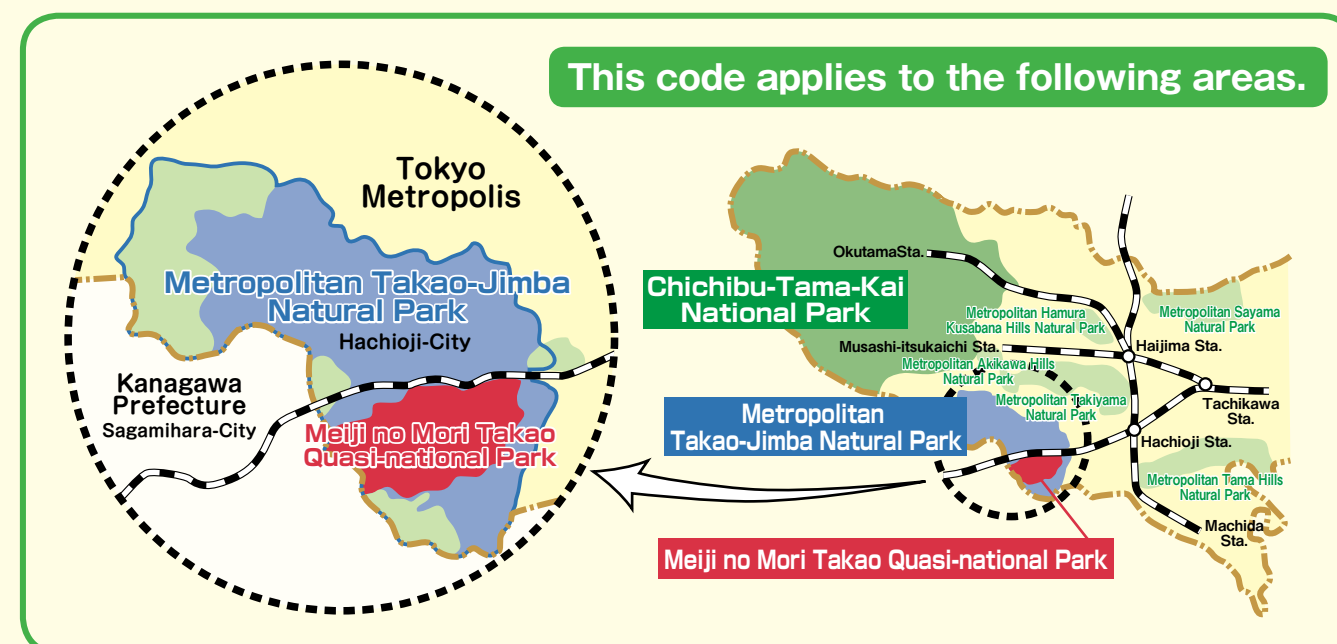 This code applies to the following areas.
Tokyo
Metropolis
Metropolitan Takao-Jimba
Natural Park
Hachioji-City
Kanagawa
Prefecture
Sagamihara-City
Meiji no Mori Takao
Quasi-national Park
OkutamaSta.
Chichibu-Tama-Kai
National Park
Metropolitan Hamura
Kusabana Hills Natural Park
Metropolitan Sayama
Natural Park
Musashi-itsukaichi Sta.
Haijima Sta.
Metropolitan Akikawa Hills
Natural Park
Metropolitan Takiyama
Natural Park
Tachikawa
Sta.
Metropolitan
Takao-Jimba Natural Park
Hachioji Sta.
Metropolitan Tama Hills
Natural Park
Machida
Sta.
Meiji no Mori Takao Quasi-national Park